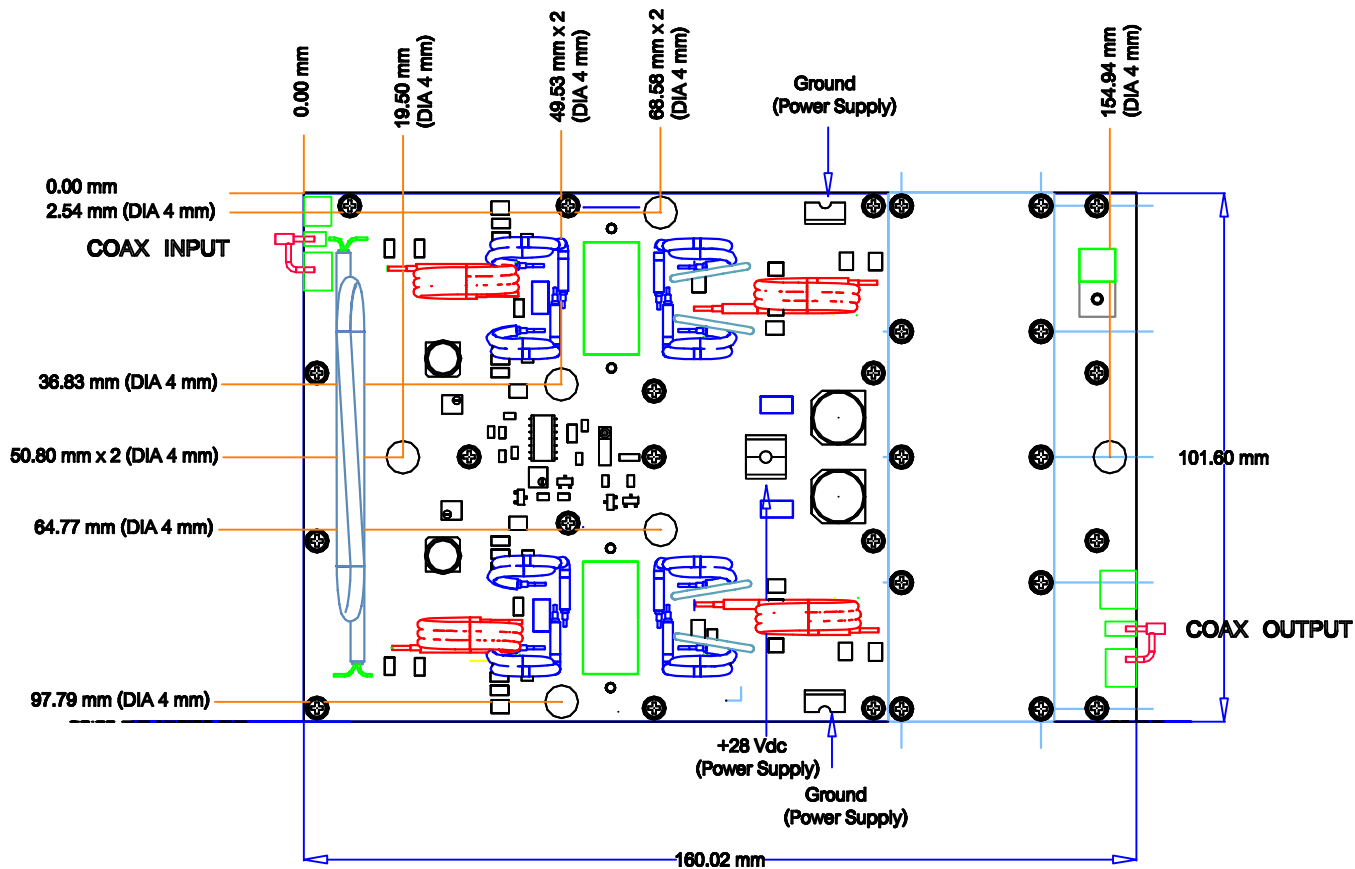 0.00 mm
19.50 mm
(DIA 4 mm)
49.53 mm x 2
(DIA 4 mm)
68.58 mm x 2
(DIA 4 mm)
Ground
(Power Supply)
154.94 mm
(DIA 4 mm)
0.00 mm
2.54 mm (DIA 4 mm)
COAX INPUT
36.83 mm (DIA 4 mm)
50.80 mm x 2 (DIA 4 mm)
101.60 mm
64.77 mm (DIA 4 mm)
COAX OUTPUT
97.79 mm (DIA 4 mm)
+28 Vdc
(Power Supply)
Ground
(Power Supply)
160.02 mm